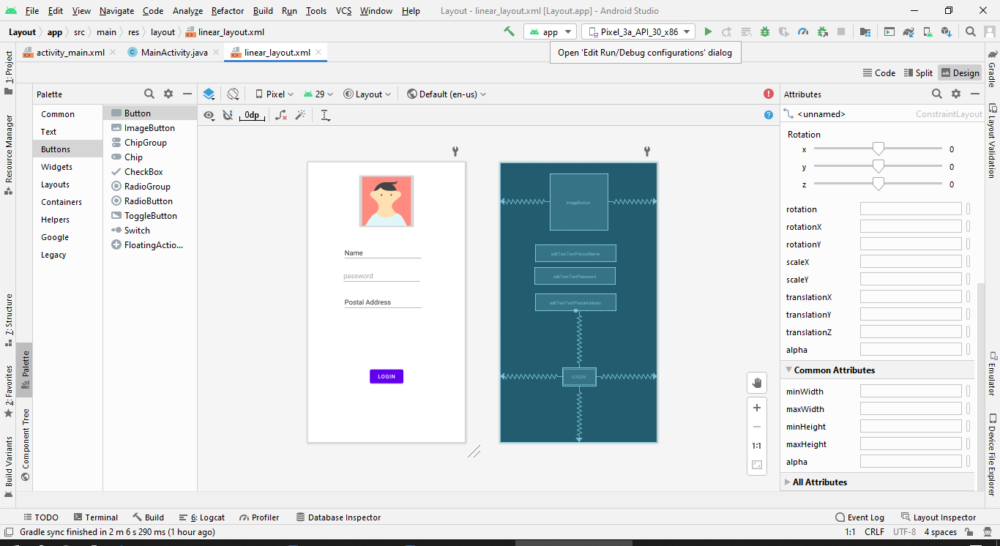 File Edit View Navigate Code Analyze Refactor Build Run Tools VCS Window Help Layout - linear_layout.xml [Layout.app] - Android Studio
Layout app src main res layout linear_layout.xml app Pixel_3a_API_30_x86
activity_main.xml MainActivity.java linear_layout.xml
Open 'Edit Run/Debug configurations' dialog
Code Split Design
1: Project
Resource Manager
7: Structure
2: Favorites
Build Variants
Palette
Component Tree
Palette
Common
Text
Buttons
Widgets
Layouts
Containers
Helpers
Google
Legacy
Button
ImageButton
ChipGroup
Chip
CheckBox
RadioGroup
RadioButton
ToggleButton
Switch
FloatingActio...
Pixel 29 Layout Default (en-us)
0dp
Name
password
Postal Address
LOGIN
imageButton
editTextTextPersonName
editTextTextPassword
editTextTextPostalAddress
LOGIN
1:1
Attributes
<unnamed> ConstraintLayout
Rotation
x 0
y 0
z 0
rotation
rotationX
rotationY
scaleX
scaleY
translationX
translationY
translationZ
alpha
Common Attributes
minWidth
maxWidth
minHeight
maxHeight
alpha
All Attributes
Gradle
Layout Validation
Emulator
Device File Explorer
TODO Terminal Build 6: Logcat Profiler Database Inspector Event Log Layout Inspector
Gradle sync finished in 2 m 6 s 290 ms (1 hour ago) 1:1 CRLF UTF-8 4 spaces